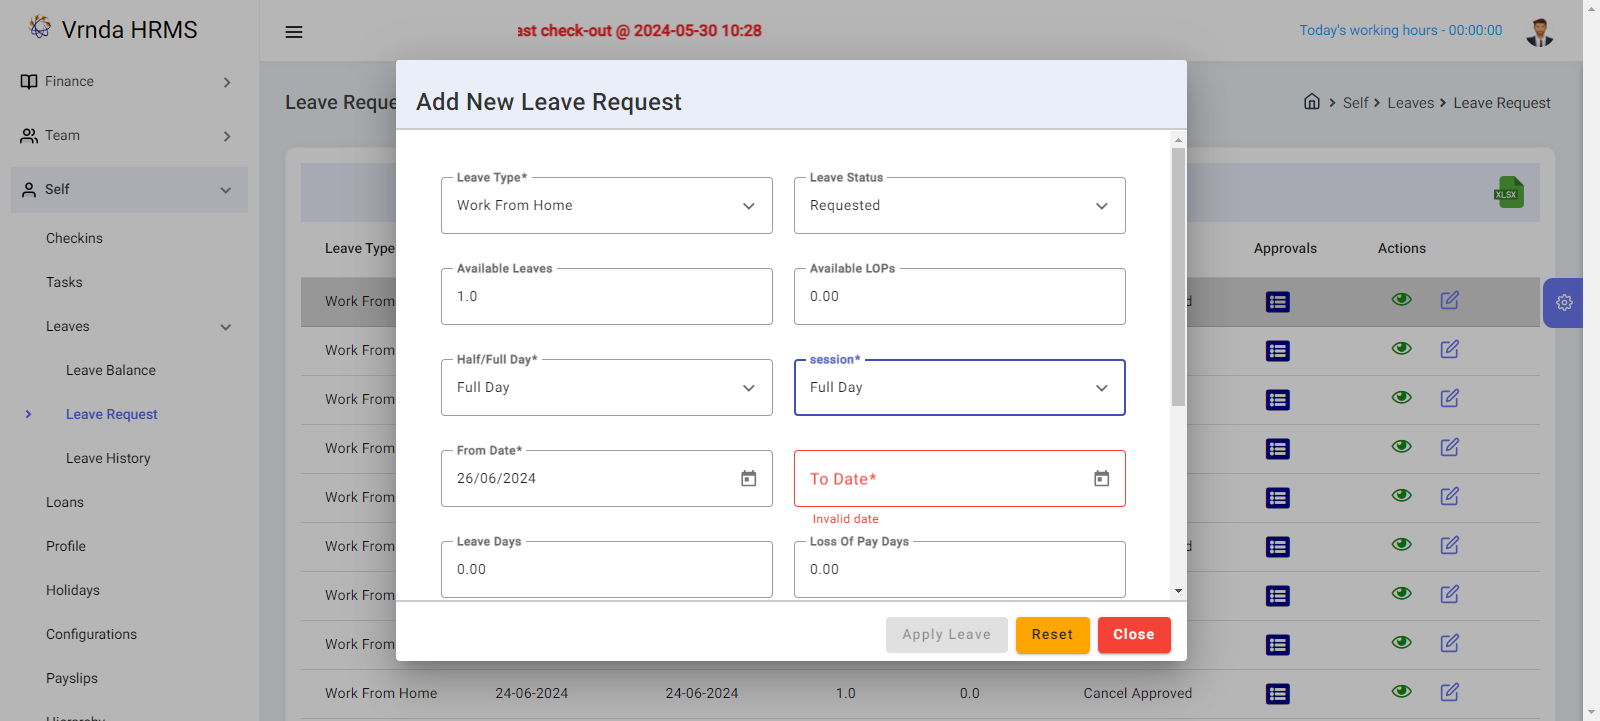 Vrnda HRMS
ast check-out @ 2024-05-30 10:28
Today's working hours - 00:00:00
Finance
Team
Self
Checkins
Tasks
Leaves
Leave Balance
Leave Request
Leave History
Loans
Profile
Holidays
Configurations
Payslips
Hierarchy
Leave Reque
Self Leaves Leave Request
XLSX
Leave Type
Approvals Actions
Work From
Work From
Work From
Work From
Work From
Work From
Work From
Work From
Work From Home 24-06-2024 24-06-2024 1.0 0.0 Cancel Approved
d
d
Add New Leave Request
Leave Type* Leave Status
Work From Home Requested
Available Leaves Available LOPs
1.0 0.00
Half/Full Day* session*
Full Day Full Day
From Date*
26/06/2024 To Date*
Invalid date
Leave Days Loss Of Pay Days
0.00 0.00
Apply Leave Reset Close